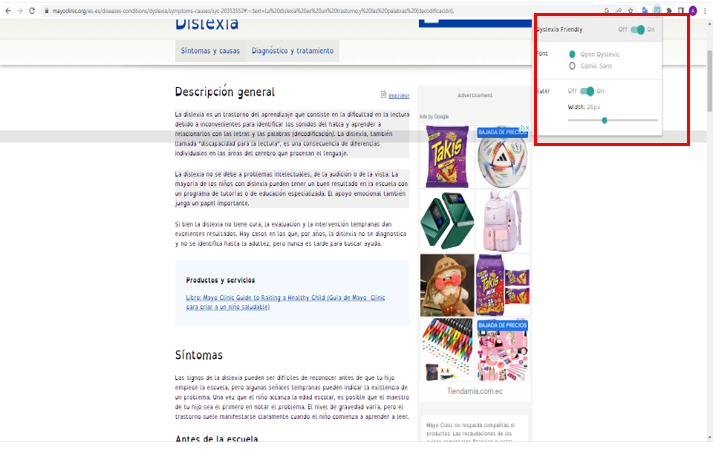 mayoclinic.org/es-es/diseases-conditions/dyslexia/symptoms-causes/syc-20353552#:~:text=La%20dislexia%20es%20un%20trastorno,y%20las%20palabras%20(decodificación).
Dislexia
Síntomas y causas
Diagnóstico y tratamiento
Descripción general
Imprimir
La dislexia es un trastorno del aprendizaje que consiste en la dificultad en la lectura
debido a inconvenientes para identificar los sonidos del habla y aprender a
relacionarlos con las letras y las palabras (decodificación). La dislexia, también
llamada "discapacidad para la lectura", es una consecuencia de diferencias
individuales en las áreas del cerebro que procesan el lenguaje.
La dislexia no se debe a problemas intelectuales, de la audición o de la vista. La
mayoría de los niños con dislexia pueden tener un buen resultado en la escuela con
un programa de tutorías o de educación especializada. El apoyo emocional también
juega un papel importante.
Si bien la dislexia no tiene cura, la evaluación y la intervención tempranas dan
excelentes resultados. Hay casos en los que, por años, la dislexia no se diagnostica
y no se identifica hasta la adultez, pero nunca es tarde para buscar ayuda.
Productos y servicios
Libro: Mayo Clinic Guide to Raising a Healthy Child (Guía de Mayo Clinic
para criar a un niño saludable)
Síntomas
Los signos de la dislexia pueden ser difíciles de reconocer antes de que tu hijo
empiece la escuela, pero algunas señales tempranas pueden indicar la existencia de
un problema. Una vez que el niño alcanza la edad escolar, es posible que el maestro
de tu hijo sea el primero en notar el problema. El nivel de gravedad varía, pero el
trastorno suele manifestarse claramente cuando el niño comienza a aprender a leer.
Antes de la escuela
Advertisement
Ads by Google
Takis
BAJADA DE PRECIOS
Takis
MIX
BAJADA DE PRECIOS
Tiendamia.com.ec
Mayo Clinic no respalda compañías ni
productos. Las recaudaciones de los
Dyslexia Friendly
Off
On
Font
Open Dyslexic
Comic Sans
Ruler
Off
On
Width: 20px